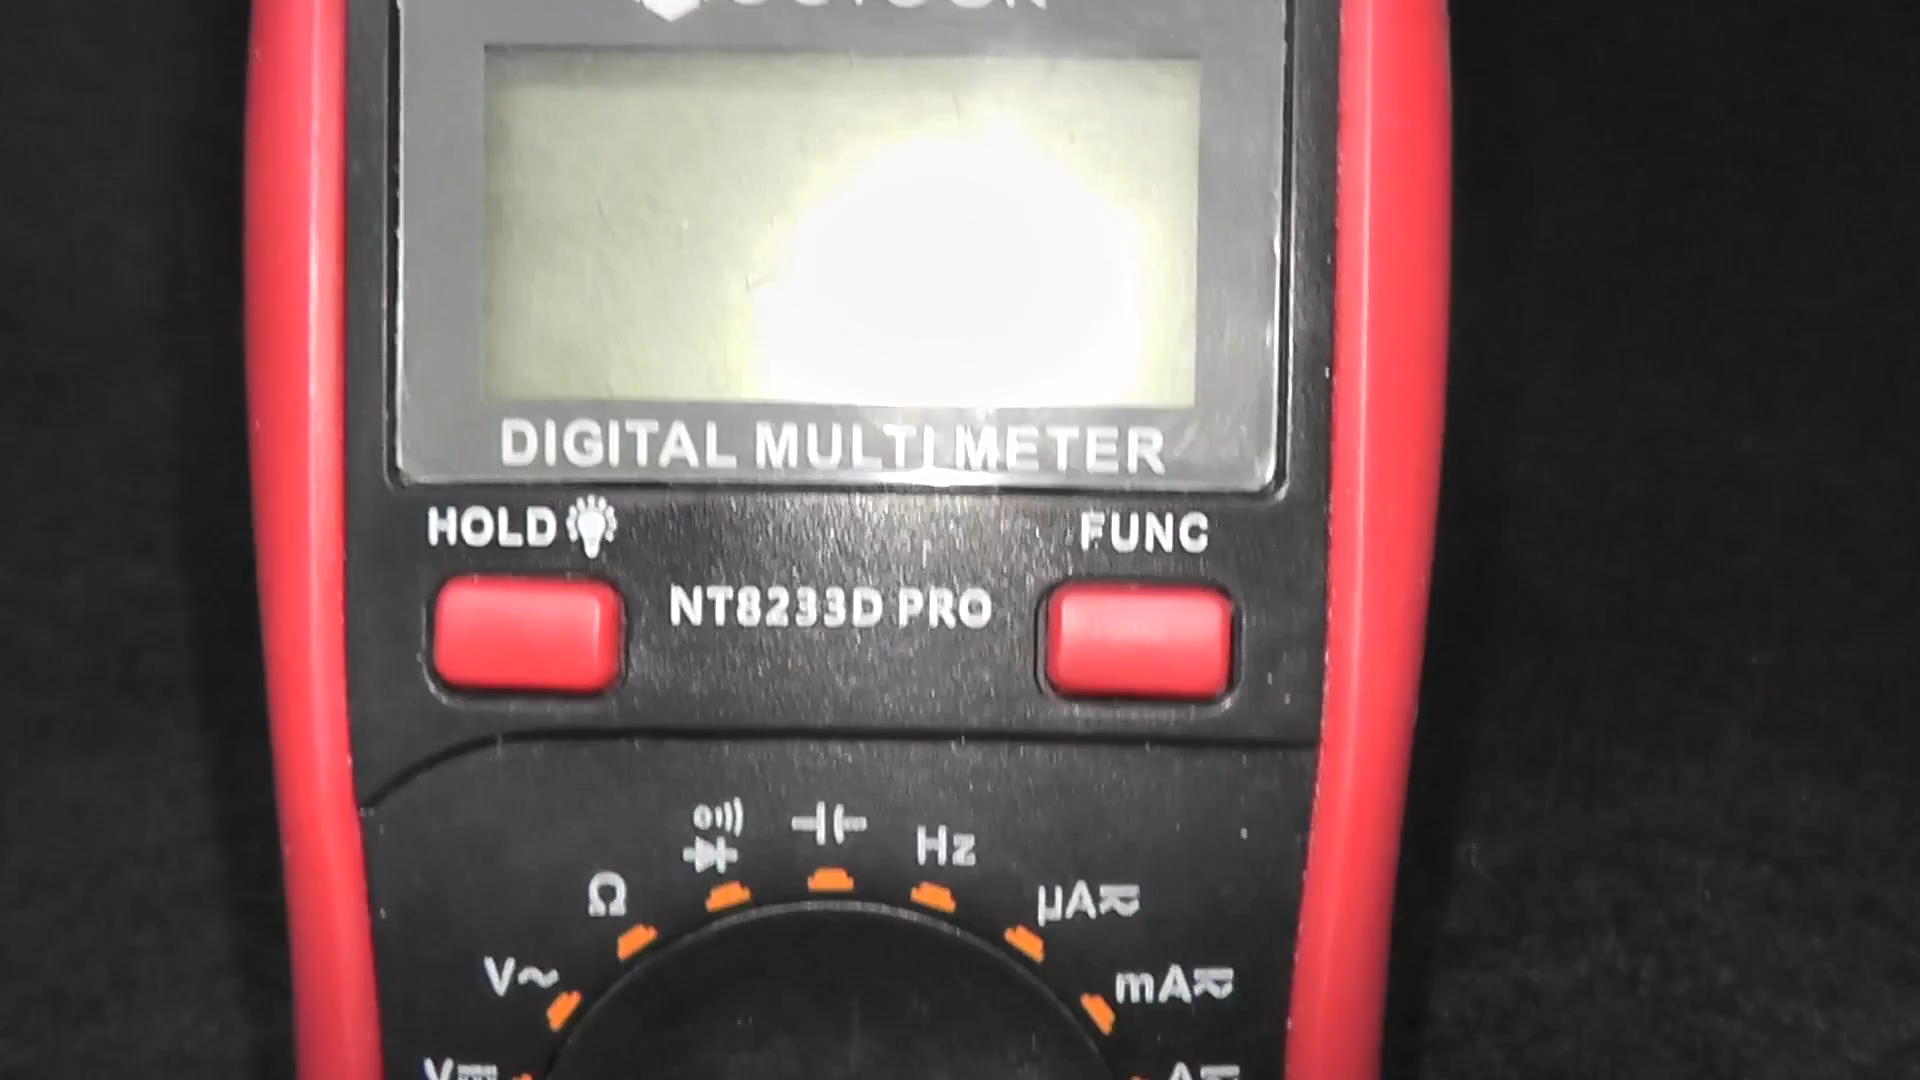 DIGITAL MULTIMETER
HOLD FUNC
NT8233D PRO
Hz
Ω μA
V~ mA
V A